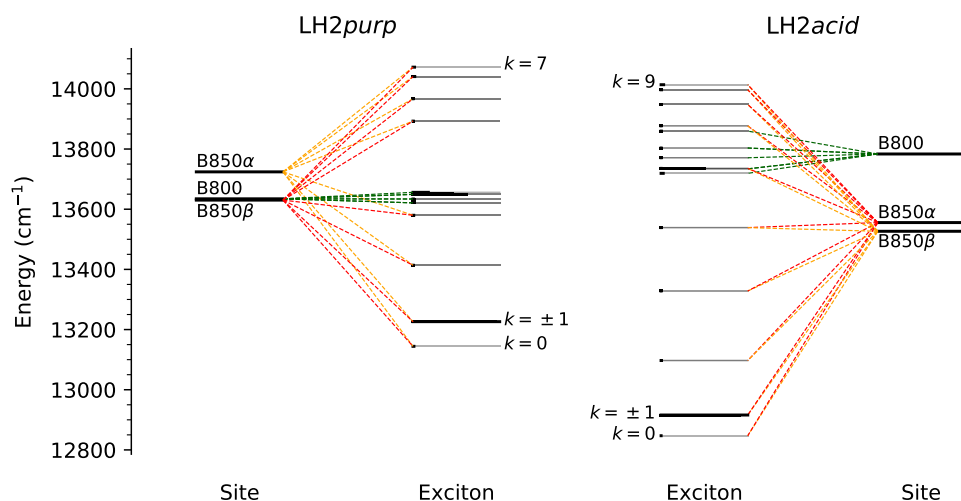 LH2purp
LH2acid
Energy (cm⁻¹)
14000
13800
13600
13400
13200
13000
12800
B850α
B800
B850β
k = 7
k = ±1
k = 0
k = 9
k = ±1
k = 0
B800
B850α
B850β
Site
Exciton
Exciton
Site